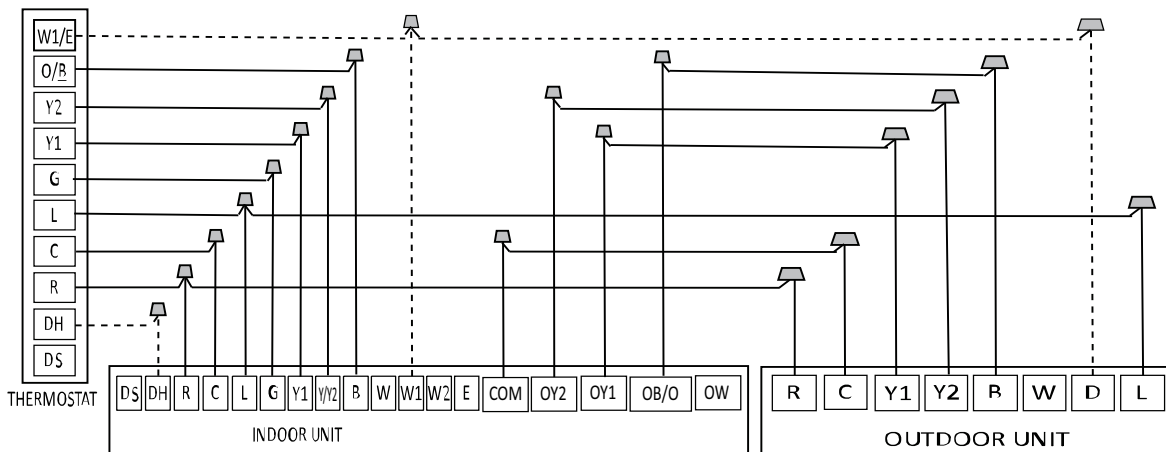 W1/E
O/B
Y2
Y1
G
L
C
R
DH
DS
THERMOSTAT
DS DH R C L G Y1 Y/Y2 B W W1 W2 E COM OY2 OY1 OB/O OW
INDOOR UNIT
R C Y1 Y2 B W D L
OUTDOOR UNIT